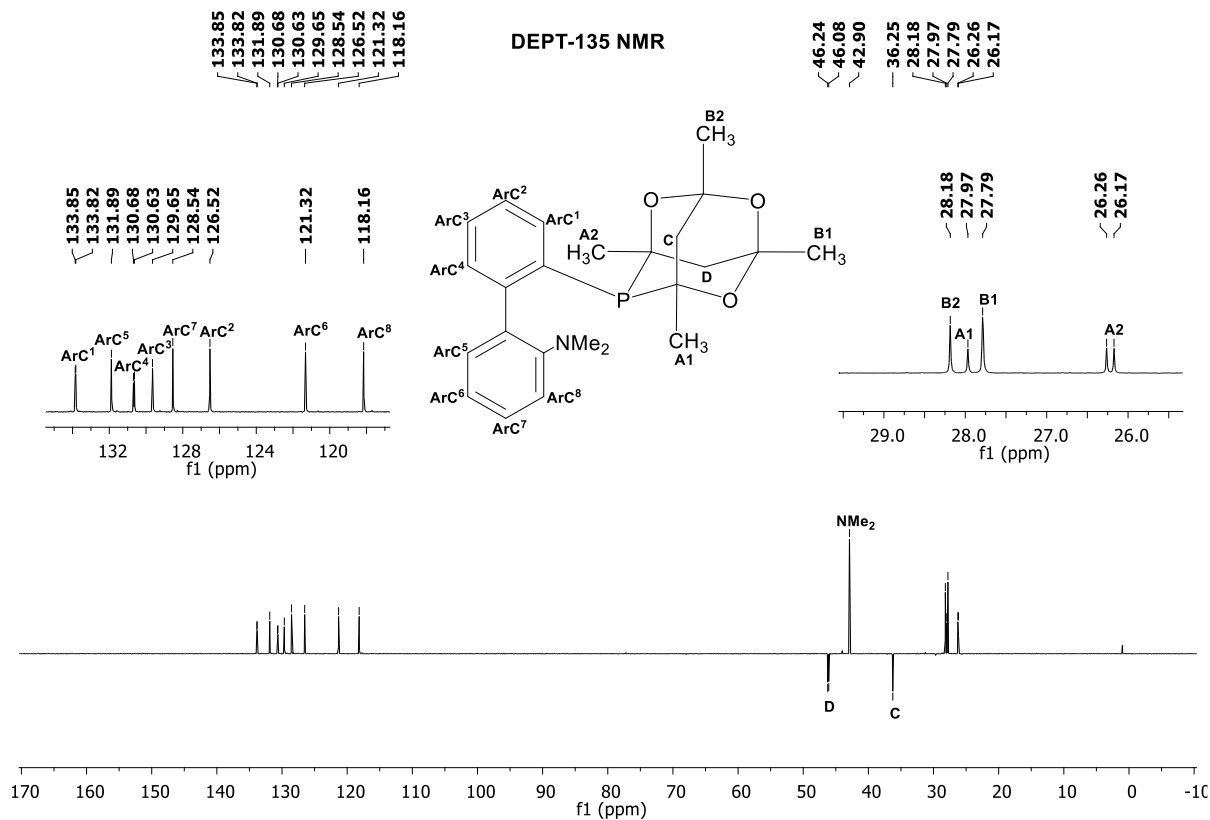 133.85
133.82
131.89
130.68
130.63
129.65
128.54
126.52
121.32
118.16
DEPT-135 NMR
46.24
46.08
42.90
36.25
28.18
27.97
27.79
26.26
26.17
133.85
133.82
131.89
130.68
130.63
129.65
128.54
126.52
121.32
118.16
ArC1
ArC5
ArC4
ArC3
ArC7
ArC2
ArC6
ArC8
132 128 124 120
f1 (ppm)
B2
CH3
O O
ArC2
ArC3 ArC1
A2 C B1
H3C CH3
ArC4 D
P O
CH3
A1
NMe2
ArC5
ArC6 ArC8
ArC7
28.18
27.97
27.79
26.26
26.17
B2 A1 B1 A2
29.0 28.0 27.0 26.0
f1 (ppm)
NMe2
D C
170 160 150 140 130 120 110 100 90 80 70 60 50 40 30 20 10 0 -10
f1 (ppm)